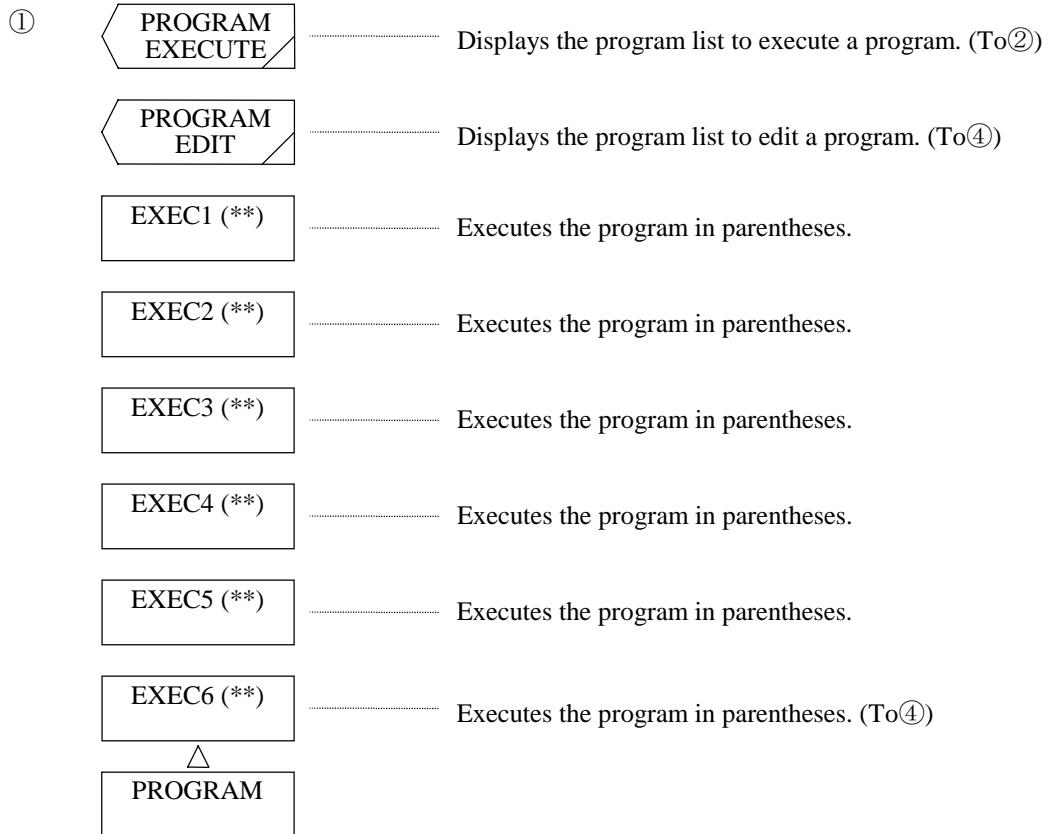 ①
PROGRAM
EXECUTE
Displays the program list to execute a program. (To②)
PROGRAM
EDIT
Displays the program list to edit a program. (To④)
EXEC1 (**)
Executes the program in parentheses.
EXEC2 (**)
Executes the program in parentheses.
EXEC3 (**)
Executes the program in parentheses.
EXEC4 (**)
Executes the program in parentheses.
EXEC5 (**)
Executes the program in parentheses.
EXEC6 (**)
Executes the program in parentheses. (To④)
PROGRAM